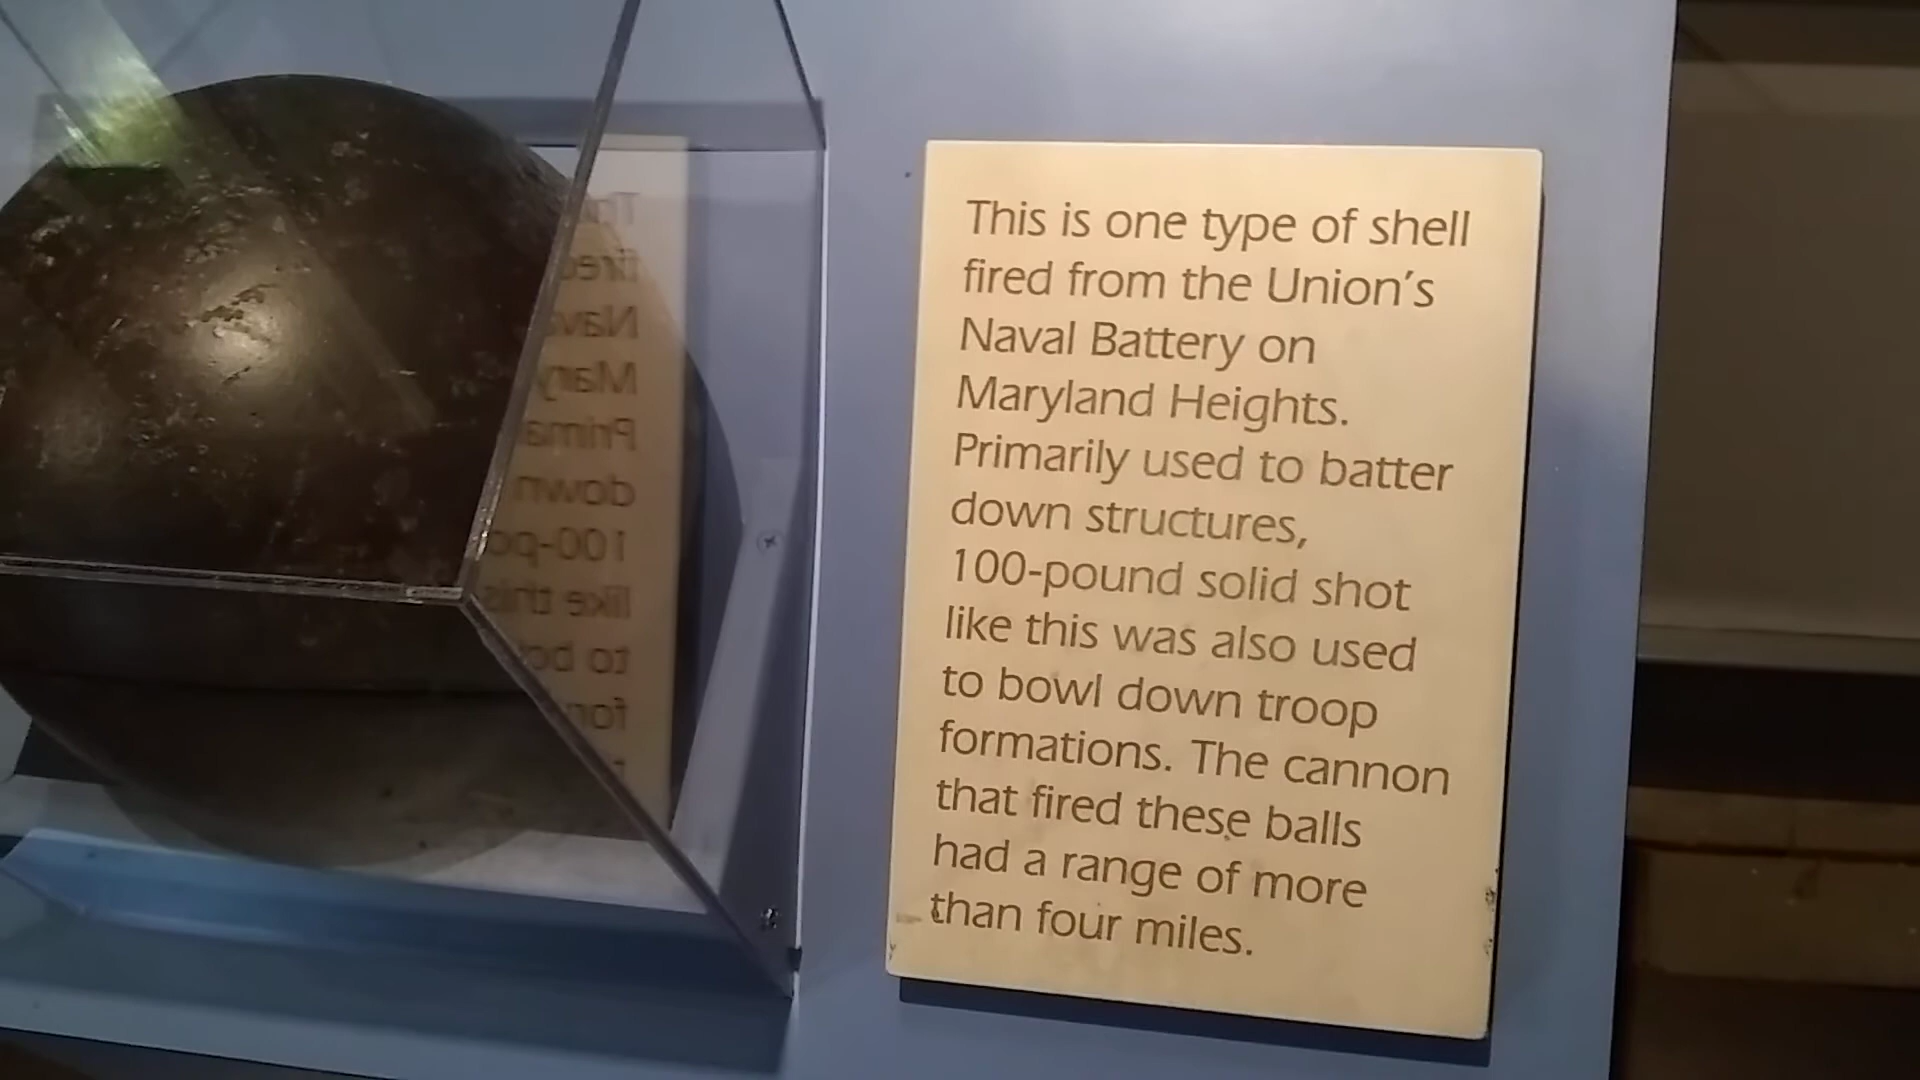 This is one type of shell
fired from the Union's
Naval Battery on
Maryland Heights.
Primarily used to batter
down structures,
100-pound solid shot
like this was also used
to bowl down troop
formations. The cannon
that fired these balls
had a range of more
than four miles.